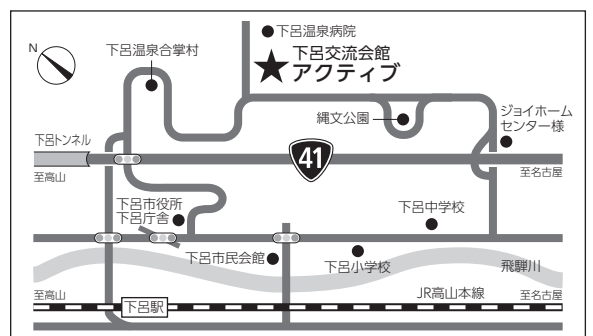 下呂温泉病院
N
下呂温泉合掌村
下呂交流会館
アクティブ
縄文公園
ジョイホーム
センター様
下呂トンネル
41
至高山
至名古屋
下呂市役所
下呂庁舎
下呂中学校
下呂市民会館
下呂小学校
飛騨川
至高山
下呂駅
JR高山本線
至名古屋